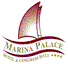 MARINA PALACE
HOTEL & CONGRESS HALL ★★★★